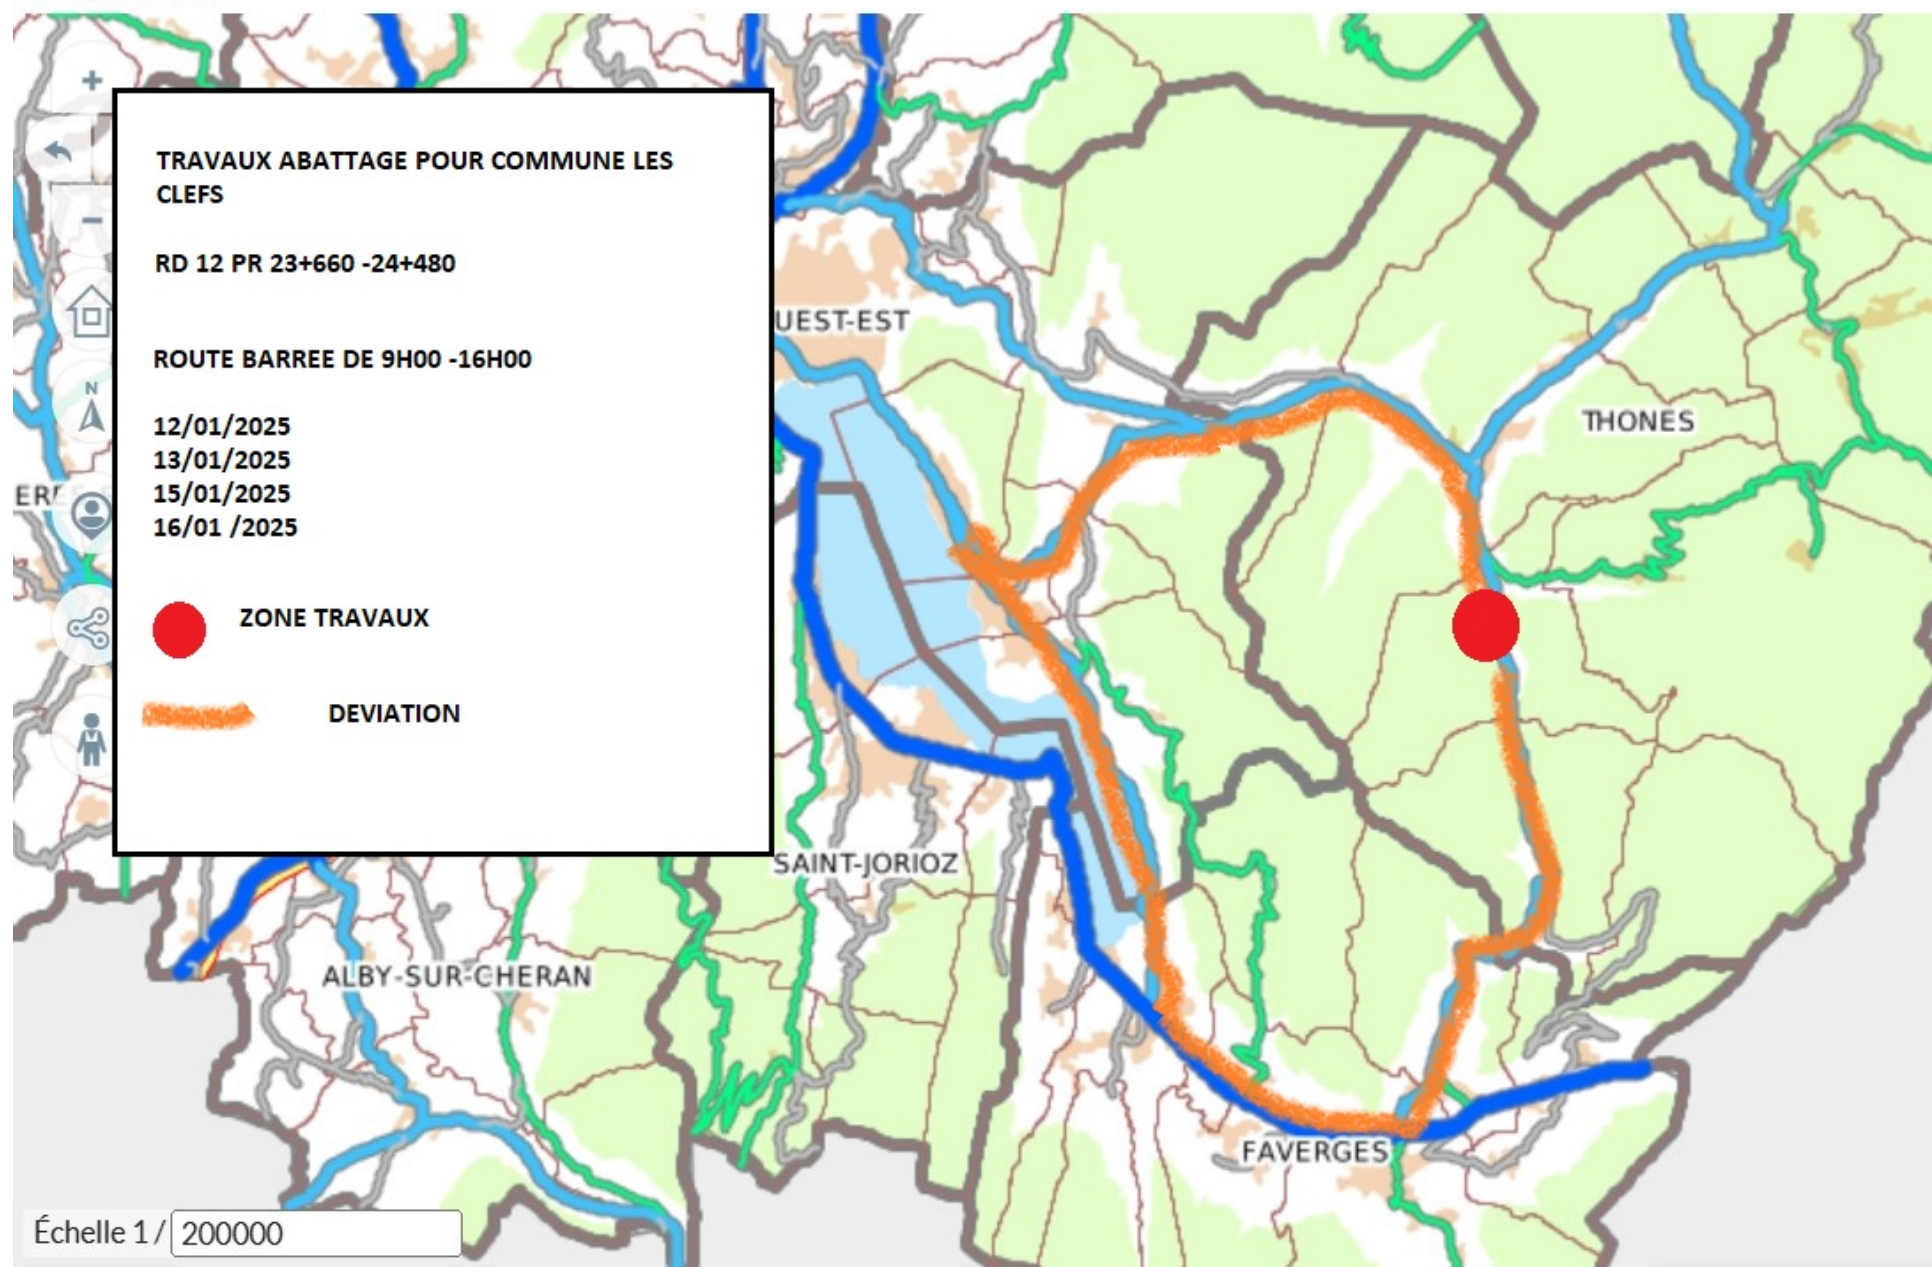 TRAVAUX ABATTAGE POUR COMMUNE LES
CLEFS
RD 12 PR 23+660 -24+480
ROUTE BARREE DE 9H00 -16H00
12/01/2025
13/01/2025
15/01/2025
16/01 /2025
ZONE TRAVAUX
DEVIATION
N
UEST-EST
THONES
SAINT-JORIOZ
ALBY-SUR-CHERAN
FAVERGES
Échelle 1 / 200000